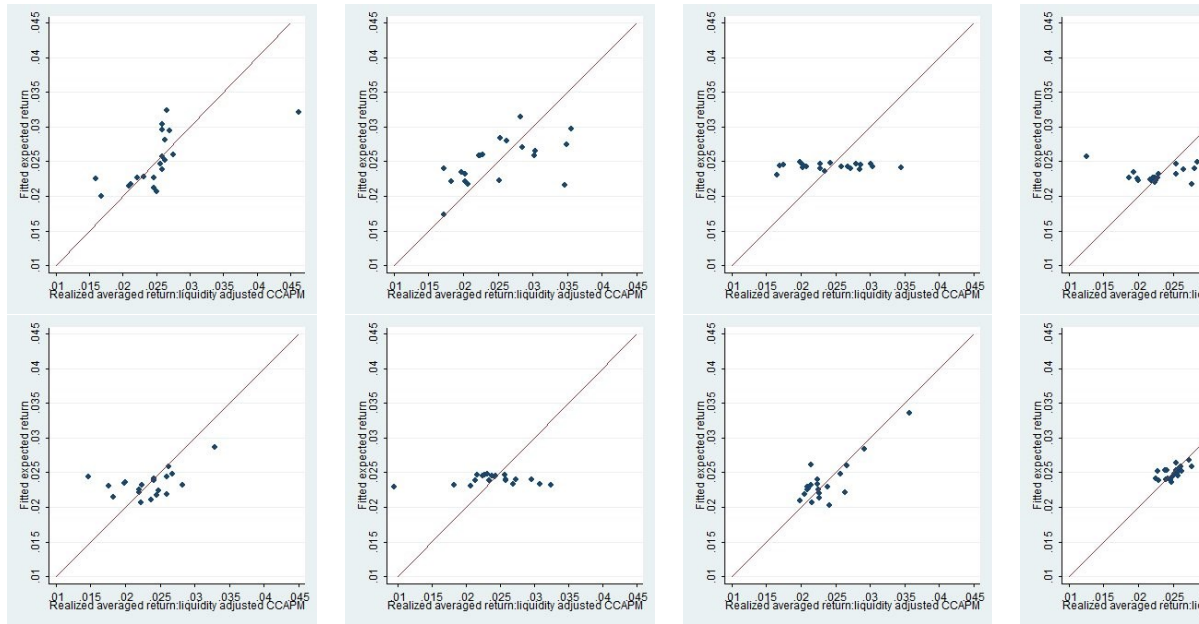 Fitted expected return
.01 .015 .02 .025 .03 .035 .04 .045
.01 .015 .02 .025 .03 .035 .04 .045
Realized averaged return:liquidity adjusted CCAPM
Fitted expected return
.01 .015 .02 .025 .03 .035 .04 .045
.01 .015 .02 .025 .03 .035 .04 .045
Realized averaged return:liquidity adjusted CCAPM
Fitted expected return
.01 .015 .02 .025 .03 .035 .04 .045
.01 .015 .02 .025 .03 .035 .04 .045
Realized averaged return:liquidity adjusted CCAPM
Fitted expected return
.01 .015 .02 .025 .03 .035 .04 .045
.01 .015 .02 .025
Realized averaged return:li
Fitted expected return
.01 .015 .02 .025 .03 .035 .04 .045
.01 .015 .02 .025 .03 .035 .04 .045
Realized averaged return:liquidity adjusted CCAPM
Fitted expected return
.01 .015 .02 .025 .03 .035 .04 .045
.01 .015 .02 .025 .03 .035 .04 .045
Realized averaged return:liquidity adjusted CCAPM
Fitted expected return
.01 .015 .02 .025 .03 .035 .04 .045
.01 .015 .02 .025 .03 .035 .04 .045
Realized averaged return:liquidity adjusted CCAPM
Fitted expected return
.01 .015 .02 .025 .03 .035 .04 .045
.01 .015 .02 .025
Realized averaged return:li